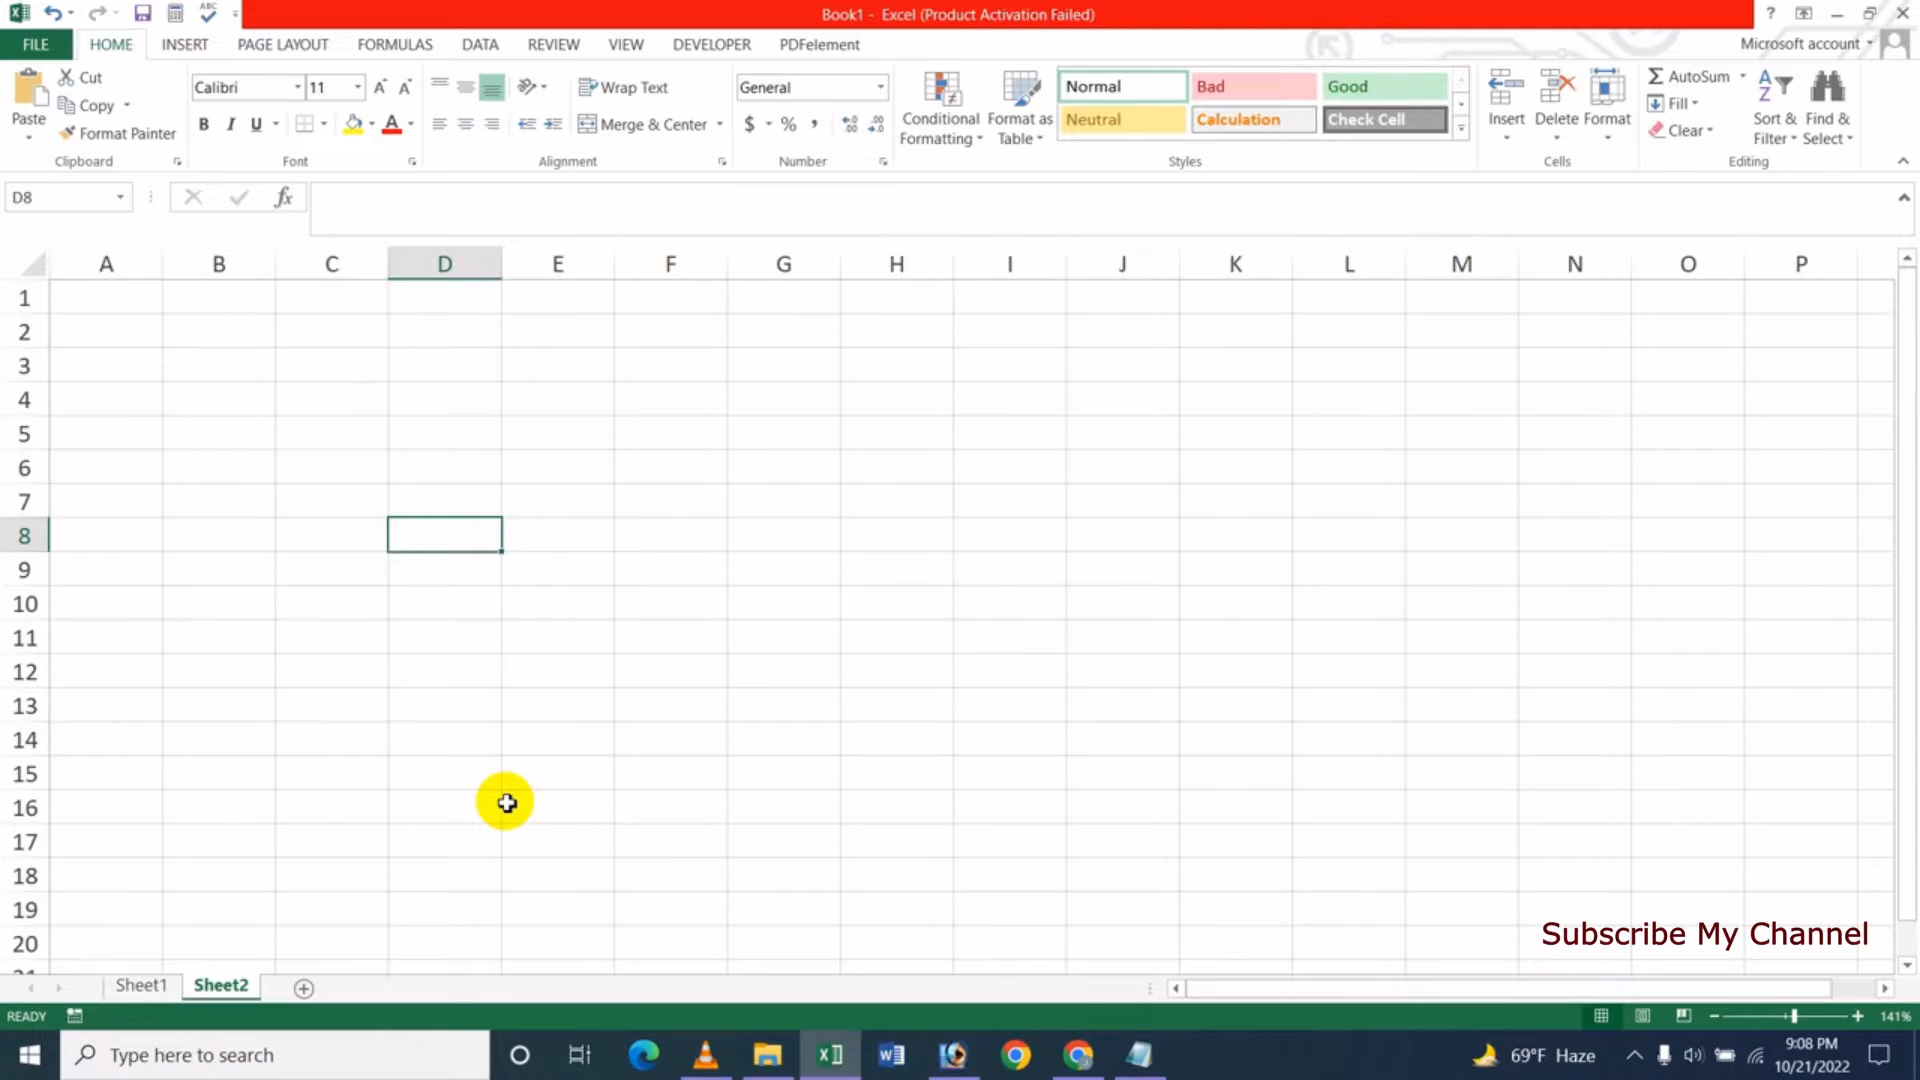 Book1 - Excel (Product Activation Failed)
?
FILE HOME INSERT PAGE LAYOUT FORMULAS DATA REVIEW VIEW DEVELOPER PDFelement Microsoft account
Paste
Cut
Copy
Format Painter
Clipboard
Calibri 11
B I U
Font
Wrap Text
Merge & Center
Alignment
General
$ % ,
Number
Conditional Formatting
Format as Table
Normal Bad Good
Neutral Calculation Check Cell
Styles
Insert Delete Format
Cells
AutoSum
Fill
Clear
Sort & Filter
Find & Select
Editing
D8
fx
A B C D E F G H I J K L M N O P
1
2
3
4
5
6
7
8
9
10
11
12
13
14
15
16
17
18
19
20
21
Subscribe My Channel
Sheet1 Sheet2
READY
141%
Type here to search
69°F Haze
9:08 PM
10/21/2022